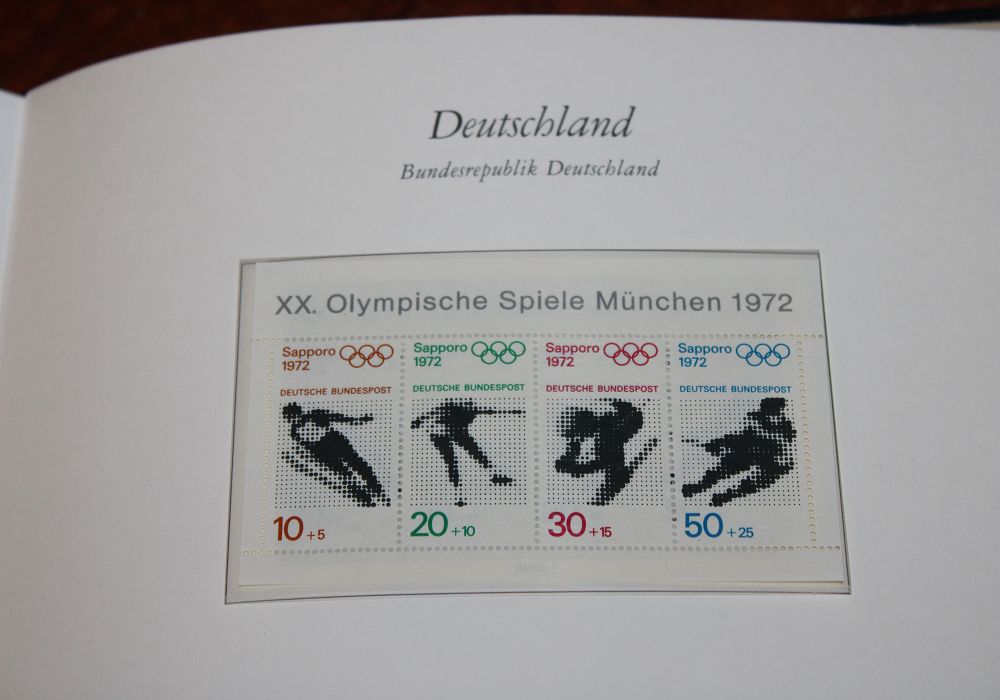 Deutschland
Bundesrepublik Deutschland
XX. Olympische Spiele München 1972
Sapporo
1972
DEUTSCHE BUNDESPOST
10 +5
Sapporo
1972
DEUTSCHE BUNDESPOST
20 +10
Sapporo
1972
DEUTSCHE BUNDESPOST
30 +15
Sapporo
1972
DEUTSCHE BUNDESPOST
50 +25